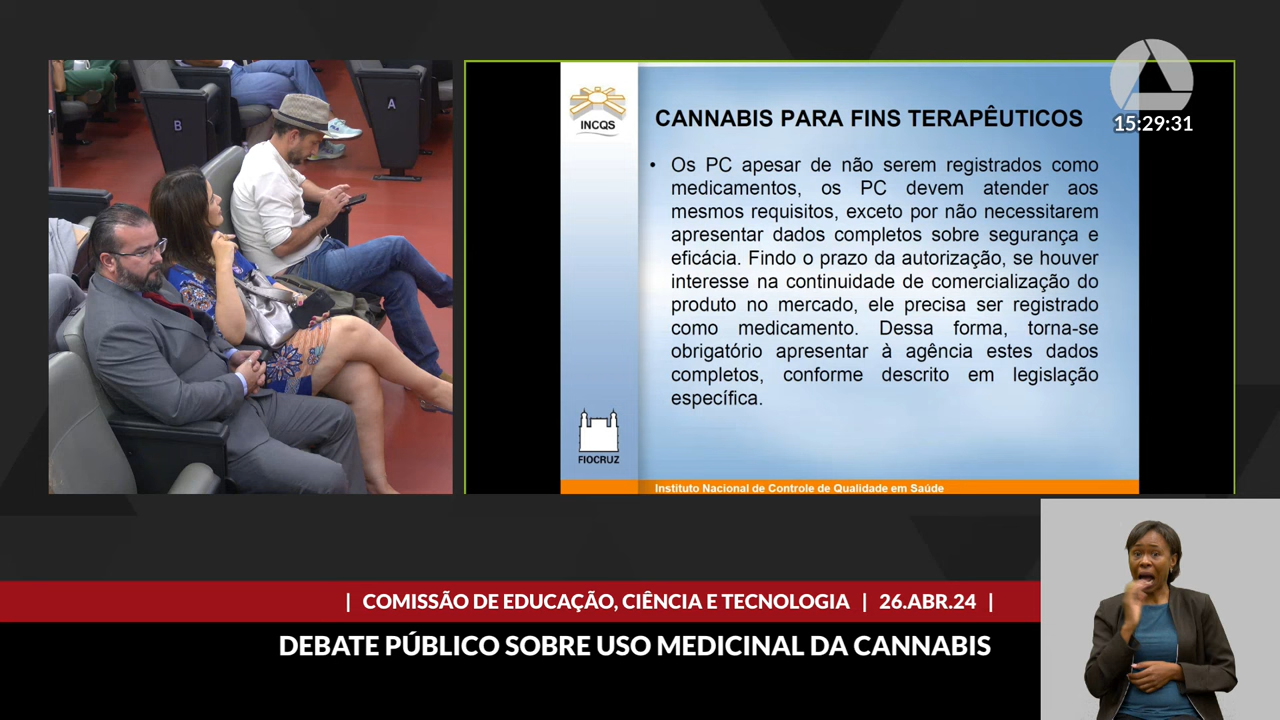 B
A
INCQS
CANNABIS PARA FINS TERAPÊUTICOS
15:29:31
• Os PC apesar de não serem registrados como
medicamentos, os PC devem atender aos
mesmos requisitos, exceto por não necessitarem
apresentar dados completos sobre segurança e
eficácia. Findo o prazo da autorização, se houver
interesse na continuidade de comercialização do
produto no mercado, ele precisa ser registrado
como medicamento. Dessa forma, torna-se
obrigatório apresentar à agência estes dados
completos, conforme descrito em legislação
específica.
FIOCRUZ
Instituto Nacional de Controle de Qualidade em Saúde
| COMISSÃO DE EDUCAÇÃO, CIÊNCIA E TECNOLOGIA | 26.ABR.24 |
DEBATE PÚBLICO SOBRE USO MEDICINAL DA CANNABIS